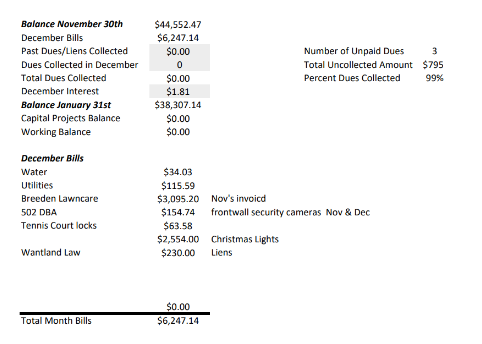 Balance November 30th $44,552.47
December Bills $6,247.14
Past Dues/Liens Collected $0.00 Number of Unpaid Dues 3
Dues Collected in December 0 Total Uncollected Amount $795
Total Dues Collected $0.00 Percent Dues Collected 99%
December Interest $1.81
Balance January 31st $38,307.14
Capital Projects Balance $0.00
Working Balance $0.00
December Bills
Water $34.03
Utilities $115.59
Breeden Lawncare $3,095.20 Nov's invoicd
502 DBA $154.74 frontwall security cameras Nov & Dec
Tennis Court locks $63.58
$2,554.00 Christmas Lights
Wantland Law $230.00 Liens
$0.00
Total Month Bills $6,247.14